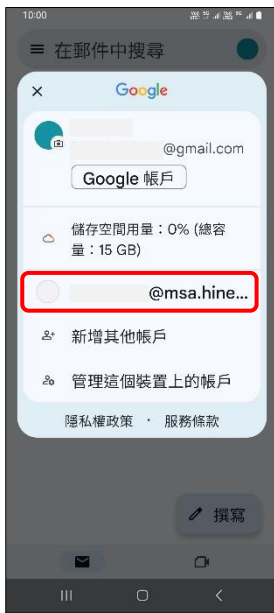 10:00
在郵件中搜尋
Google
@gmail.com
Google 帳戶
儲存空間用量：0% (總容
量：15 GB)
@msa.hine...
新增其他帳戶
管理這個裝置上的帳戶
隱私權政策 · 服務條款
撰寫